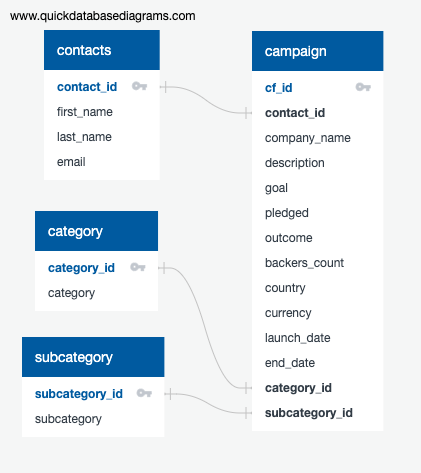 www.quickdatabasediagrams.com
contacts
contact_id
first_name
last_name
email
campaign
cf_id
contact_id
company_name
description
goal
pledged
outcome
backers_count
country
currency
launch_date
end_date
category_id
subcategory_id
category
category_id
category
subcategory
subcategory_id
subcategory